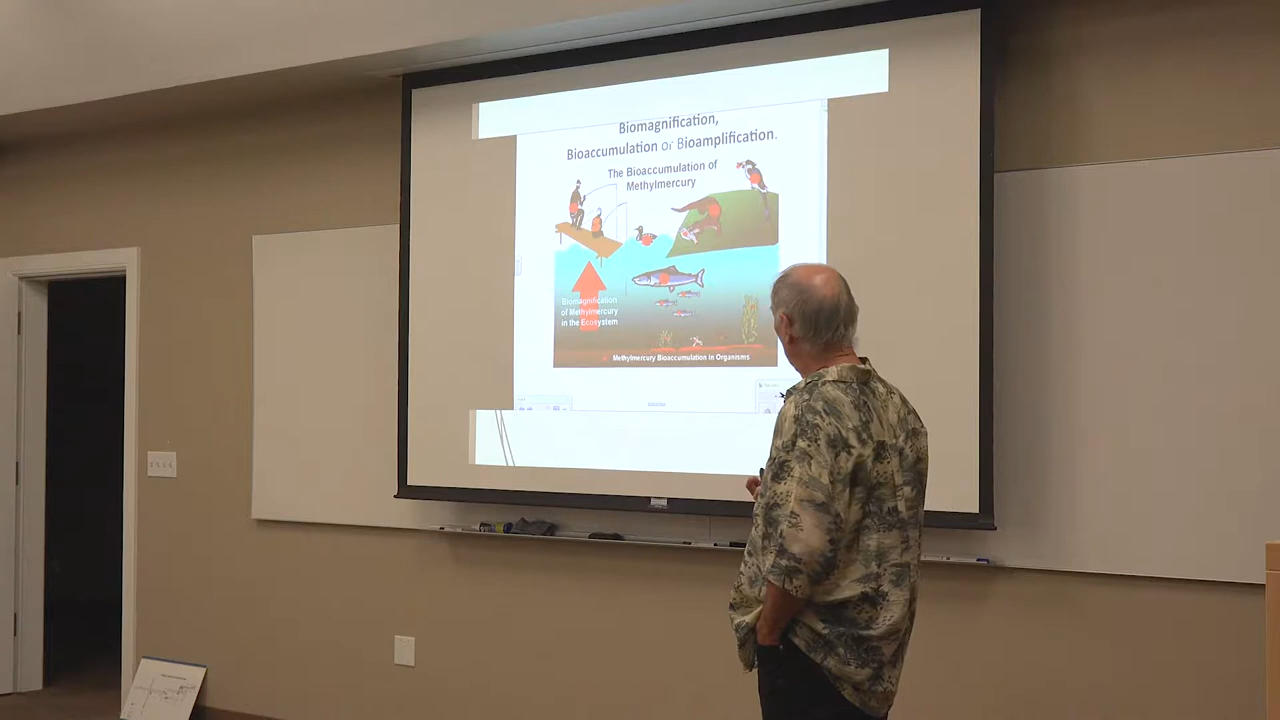 Biomagnification,
Bioaccumulation or Bioamplification.
The Bioaccumulation of
Methylmercury
Biomagnification
of Methylmercury
in the Ecosystem
Methylmercury Bioaccumulation in Organisms